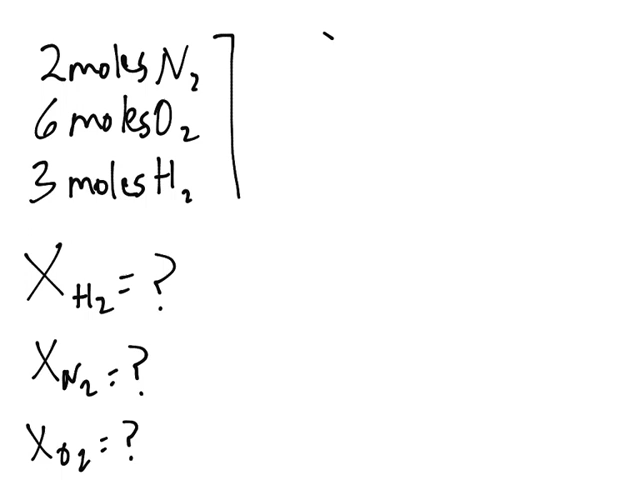 2 moles N₂
6 moles O₂
3 moles H₂
X_H₂ = ?
X_N₂ = ?
X_O₂ = ?